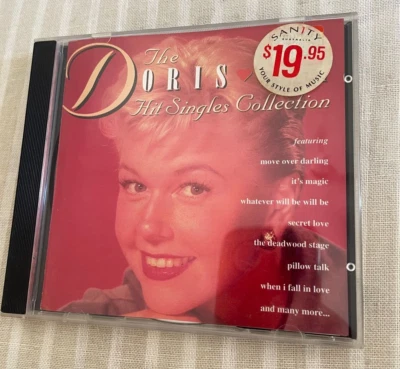 The
DORIS
Hit Singles Collection
SANITY
AUSTRALIA
$19.95
YOUR STYLE OF MUSIC
featuring
move over darling
it's magic
whatever will be will be
secret love
the deadwood stage
pillow talk
when i fall in love
and many more...